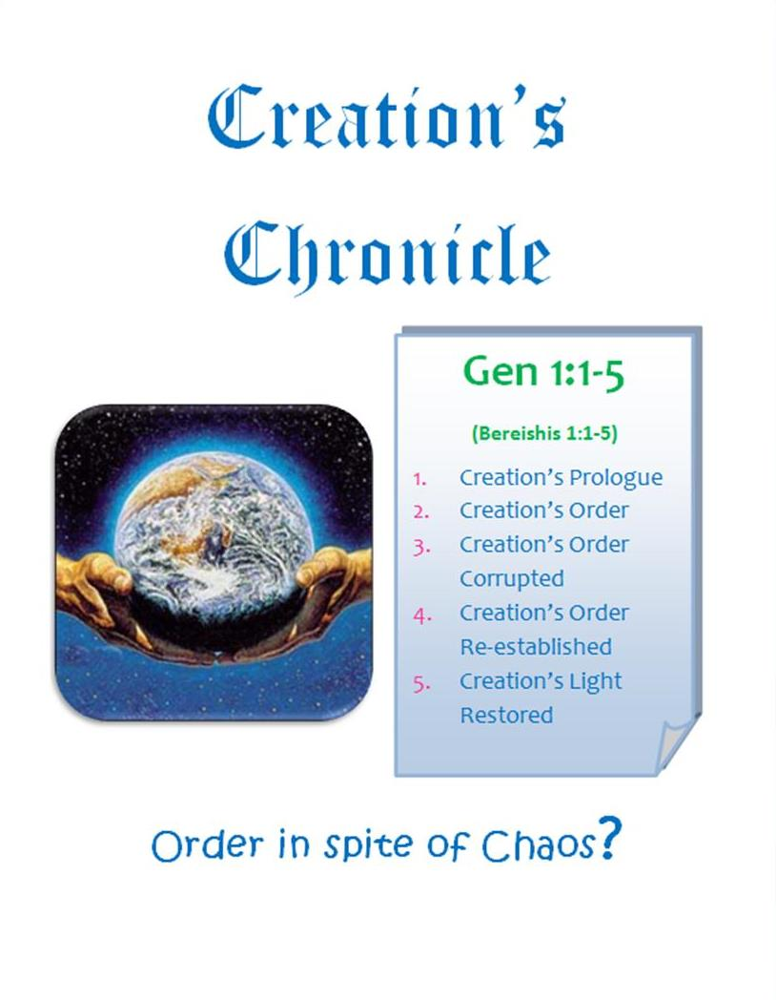 Creation's
Chronicle
Gen 1:1-5
(Bereishis 1:1-5)
1. Creation's Prologue
2. Creation's Order
3. Creation's Order
Corrupted
4. Creation's Order
Re-established
5. Creation's Light
Restored
Order in spite of Chaos?